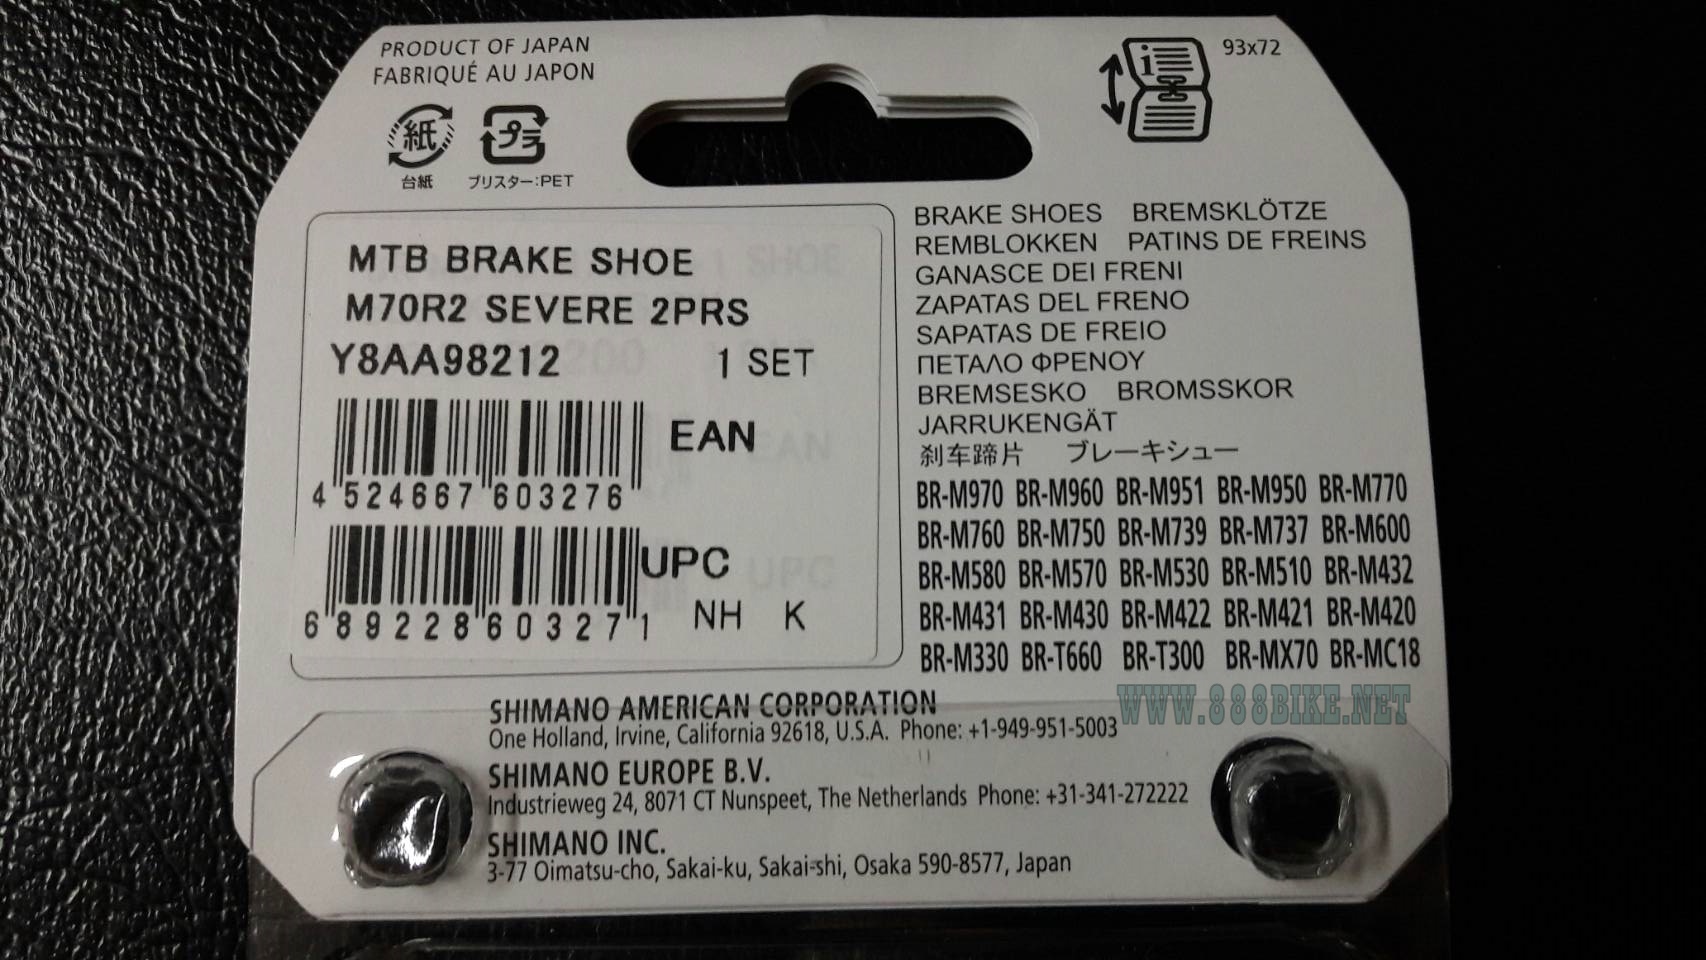 PRODUCT OF JAPAN
FABRIQUÉ AU JAPON
紙
台紙
プラ
ブリスター:PET
i
93x72
MTB BRAKE SHOE
M70R2 SEVERE 2PRS
Y8AA98212 1 SET
EAN
4 524667 603276
UPC
6 89228 60327 1
NH K
BRAKE SHOES BREMSKLÖTZE
REMBLOKKEN PATINS DE FREINS
GANASCE DEI FRENI
ZAPATAS DEL FRENO
SAPATAS DE FREIO
ΠΕΤΑΛΟ ΦΡΕΝΟΥ
BREMSESKO BROMSSKOR
JARRUKENGÄT
刹车蹄片 ブレーキシュー
BR-M970 BR-M960 BR-M951 BR-M950 BR-M770
BR-M760 BR-M750 BR-M739 BR-M737 BR-M600
BR-M580 BR-M570 BR-M530 BR-M510 BR-M432
BR-M431 BR-M430 BR-M422 BR-M421 BR-M420
BR-M330 BR-T660 BR-T300 BR-MX70 BR-MC18
WWW.888BIKE.NET
SHIMANO AMERICAN CORPORATION
One Holland, Irvine, California 92618, U.S.A. Phone: +1-949-951-5003
SHIMANO EUROPE B.V.
Industrieweg 24, 8071 CT Nunspeet, The Netherlands Phone: +31-341-272222
SHIMANO INC.
3-77 Oimatsu-cho, Sakai-ku, Sakai-shi, Osaka 590-8577, Japan